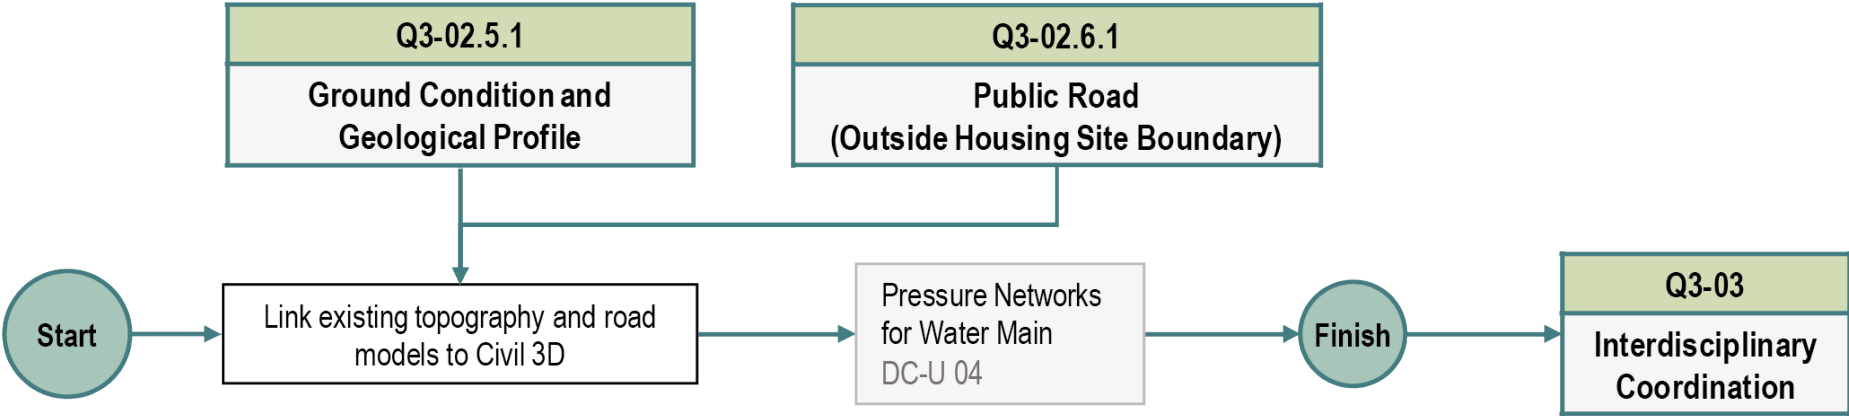 Q3-02.5.1
Ground Condition and
Geological Profile
Q3-02.6.1
Public Road
(Outside Housing Site Boundary)
Start
Link existing topography and road
models to Civil 3D
Pressure Networks
for Water Main
DC-U 04
Finish
Q3-03
Interdisciplinary
Coordination